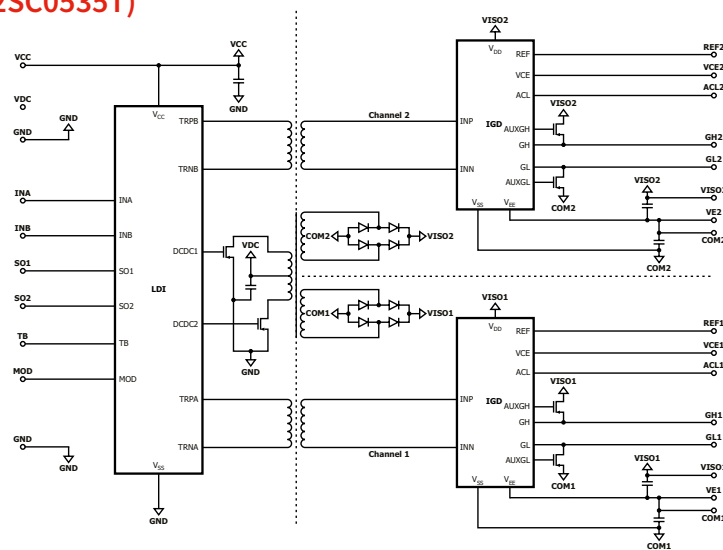 2SC0535T)
VCC
VCC
GND
VDC
GND
GND
INA
INB
SO1
SO2
TB
MOD
GND
GND
VCC
TRPB
TRNB
INA
INB
DCDC1
SO1
LDI
SO2
DCDC2
TB
MOD
TRPA
TRNA
VSS
GND
VDC
GND
Channel 2
COM2
VISO2
COM1
VISO1
Channel 1
VISO2
VDD
REF
VCE
ACL
INP
IGD
AUXGH
GH
GL
INN
AUXGL
VSS
VEE
VISO2
COM2
VISO2
COM2
REF2
VCE2
ACL2
GH2
GL2
VISO2
VE2
COM2
VISO1
VDD
REF
VCE
ACL
INP
IGD
AUXGH
GH
GL
INN
AUXGL
VSS
VEE
VISO1
COM1
VISO1
COM1
REF1
VCE1
ACL1
GH1
GL1
VISO1
VE1
COM1